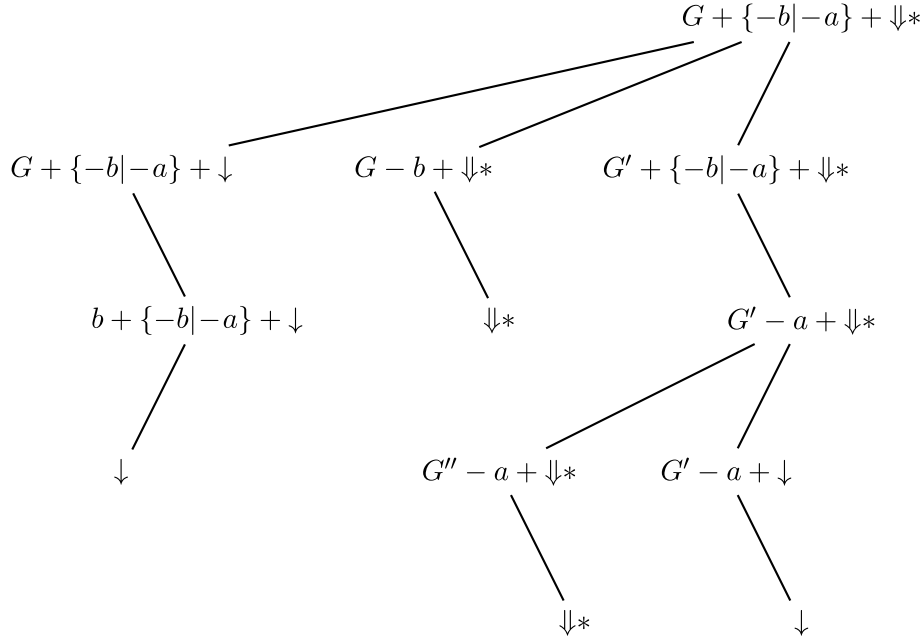 G + {−b|−a} + ⇓∗
G + {−b|−a} + ↓
G − b + ⇓∗
G′ + {−b|−a} + ⇓∗
b + {−b|−a} + ↓
⇓∗
G′ − a + ⇓∗
↓
G′′ − a + ⇓∗
G′ − a + ↓
⇓∗
↓